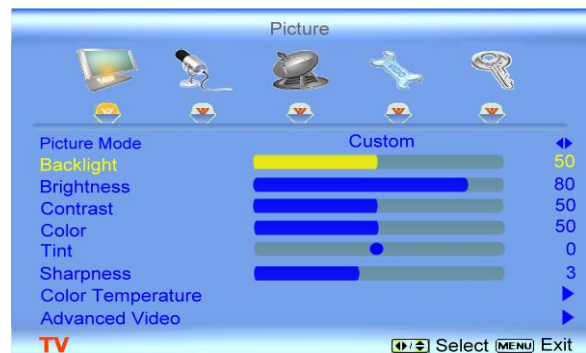 Picture
Picture Mode Custom
Backlight 50
Brightness 80
Contrast 50
Color 50
Tint 0
Sharpness 3
Color Temperature
Advanced Video
TV Select MENU Exit